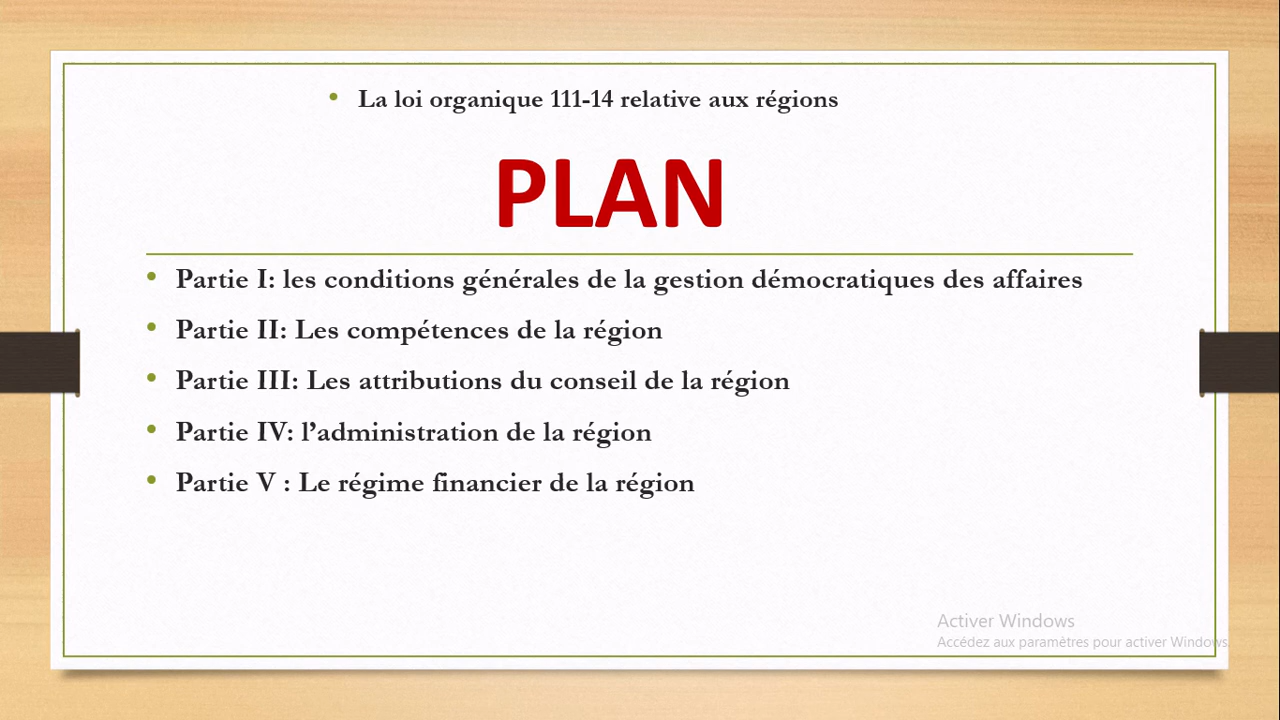 La loi organique 111-14 relative aux régions
PLAN
Partie I: les conditions générales de la gestion démocratiques des affaires
Partie II: Les compétences de la région
Partie III: Les attributions du conseil de la région
Partie IV: l’administration de la région
Partie V : Le régime financier de la région
Activer Windows
Accédez aux paramètres pour activer Windows.